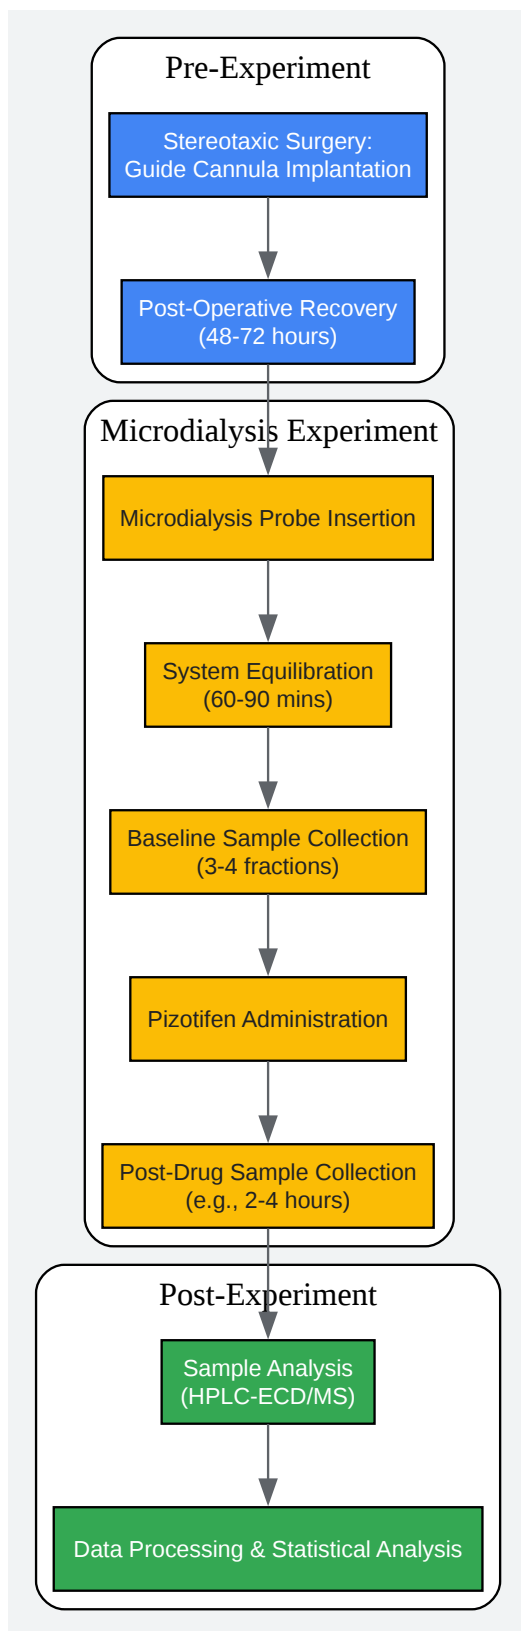 Pre-Experiment
Stereotaxic Surgery:
Guide Cannula Implantation
Post-Operative Recovery
(48-72 hours)
Microdialysis Experiment
Microdialysis Probe Insertion
System Equilibration
(60-90 mins)
Baseline Sample Collection
(3-4 fractions)
Pizotifen Administration
Post-Drug Sample Collection
(e.g., 2-4 hours)
Post-Experiment
Sample Analysis
(HPLC-ECD/MS)
Data Processing & Statistical Analysis